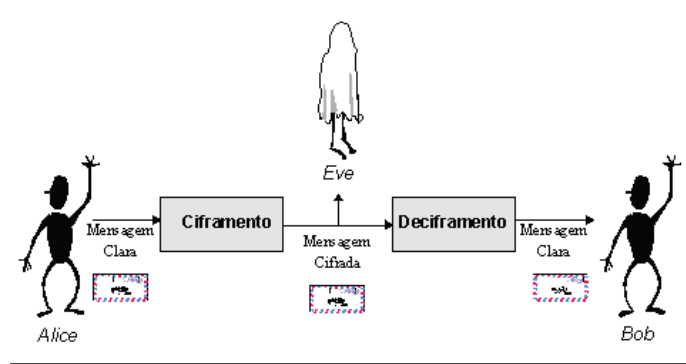 Eve
Ciframento
Deciframento
Mensagem
Clara
Mensagem
Cifrada
Mensagem
Clara
Alice
Bob